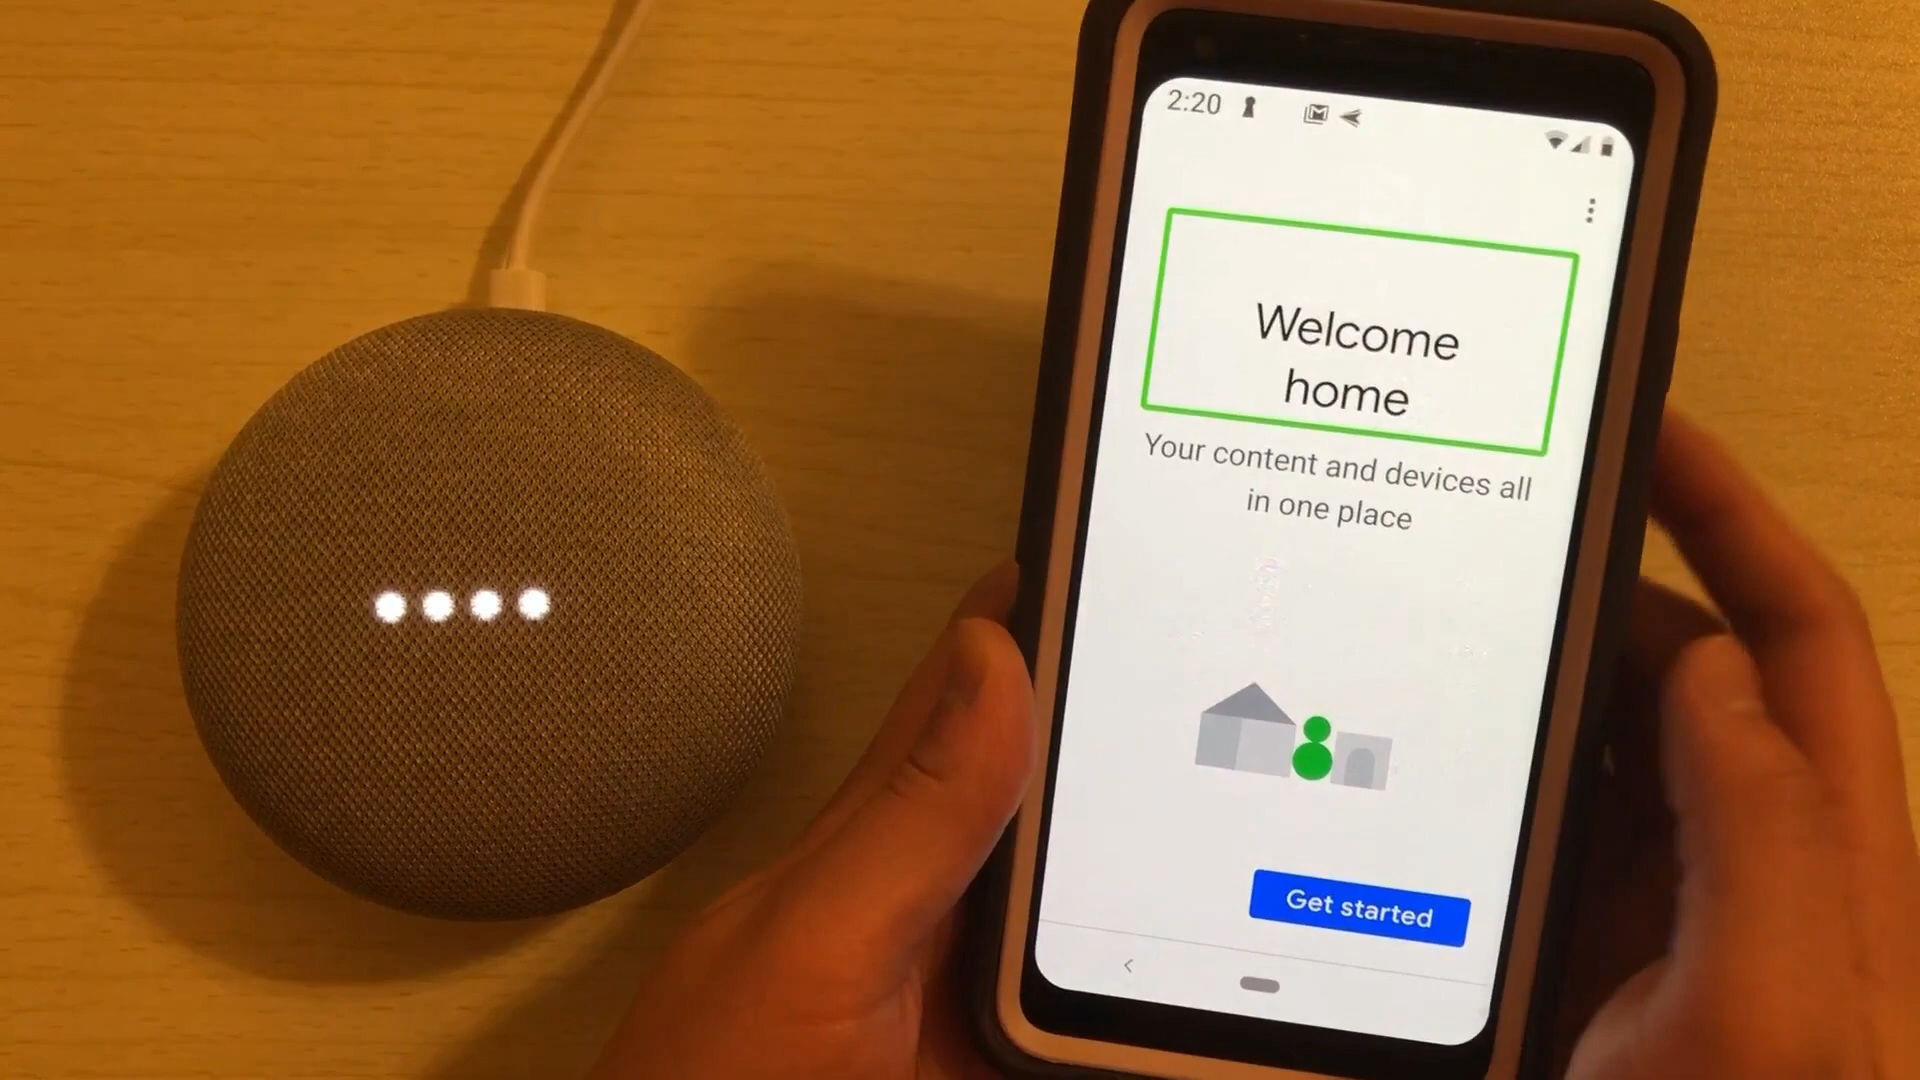 2:20
Welcome
home
Your content and devices all
in one place
Get started